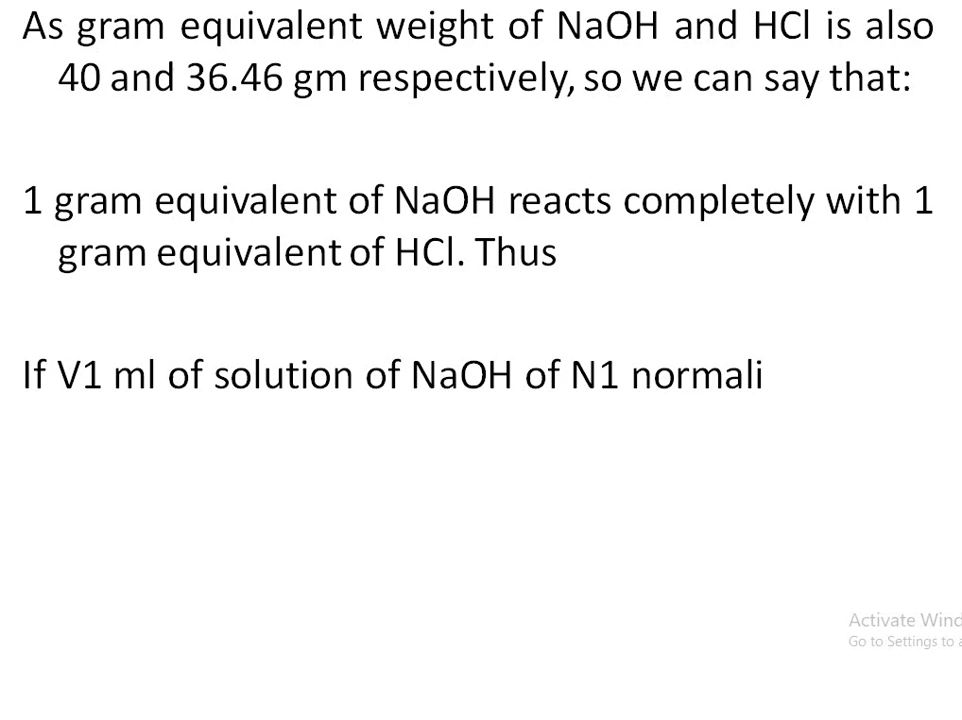 As gram equivalent weight of NaOH and HCl is also
40 and 36.46 gm respectively, so we can say that:
1 gram equivalent of NaOH reacts completely with 1
gram equivalent of HCl. Thus
If V1 ml of solution of NaOH of N1 normali
Activate Wind
Go to Settings to a